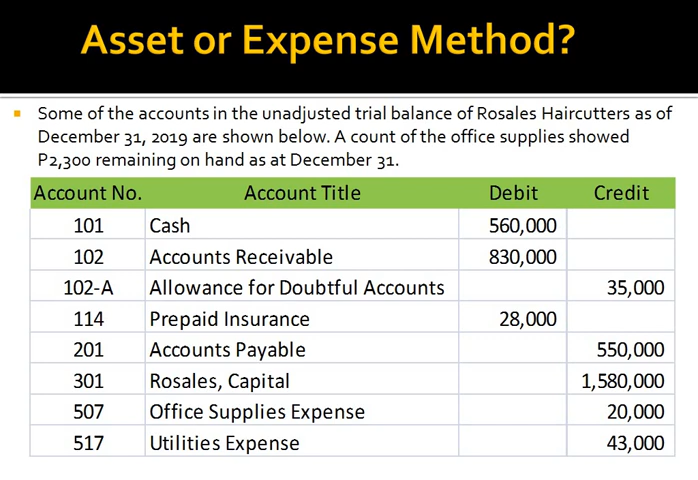 Asset or Expense Method?
Some of the accounts in the unadjusted trial balance of Rosales Haircutters as of
December 31, 2019 are shown below. A count of the office supplies showed
P2,300 remaining on hand as at December 31.
Account No. Account Title Debit Credit
101 Cash 560,000
102 Accounts Receivable 830,000
102-A Allowance for Doubtful Accounts 35,000
114 Prepaid Insurance 28,000
201 Accounts Payable 550,000
301 Rosales, Capital 1,580,000
507 Office Supplies Expense 20,000
517 Utilities Expense 43,000